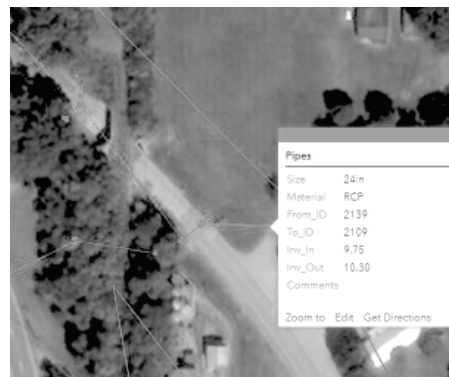 Pipes
Size 24in
Material RCP
From_ID 2139
To_ID 2109
Inv_In 9.75
Inv_Out 10.30
Comments
Zoom to Edit Get Directions